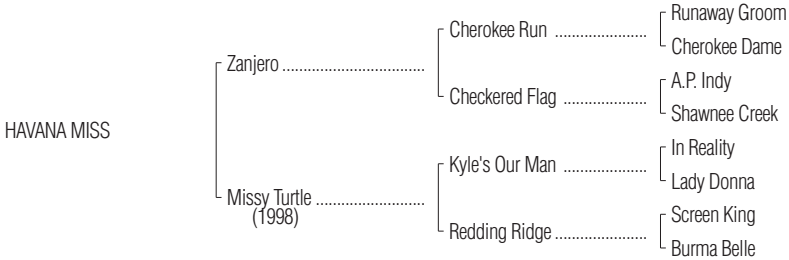 Runaway Groom
Cherokee Run ......................
Cherokee Dame
Zanjero .................................
A.P. Indy
Checkered Flag ....................
Shawnee Creek
HAVANA MISS
In Reality
Kyle's Our Man ....................
Lady Donna
Missy Turtle .........................
(1998)
Screen King
Redding Ridge .....................
Burma Belle